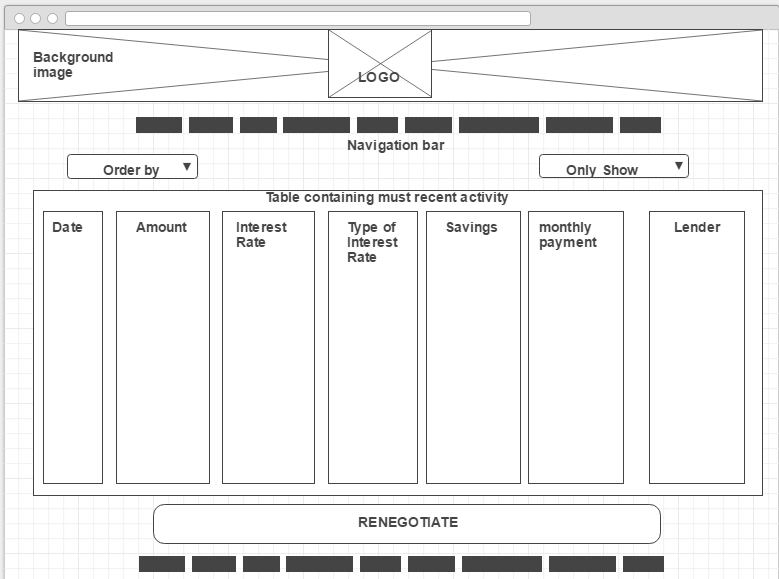 Background
image
LOGO
Navigation bar
Order by
Only Show
Table containing must recent activity
Date
Amount
Interest
Rate
Type of
Interest
Rate
Savings
monthly
payment
Lender
RENEGOTIATE